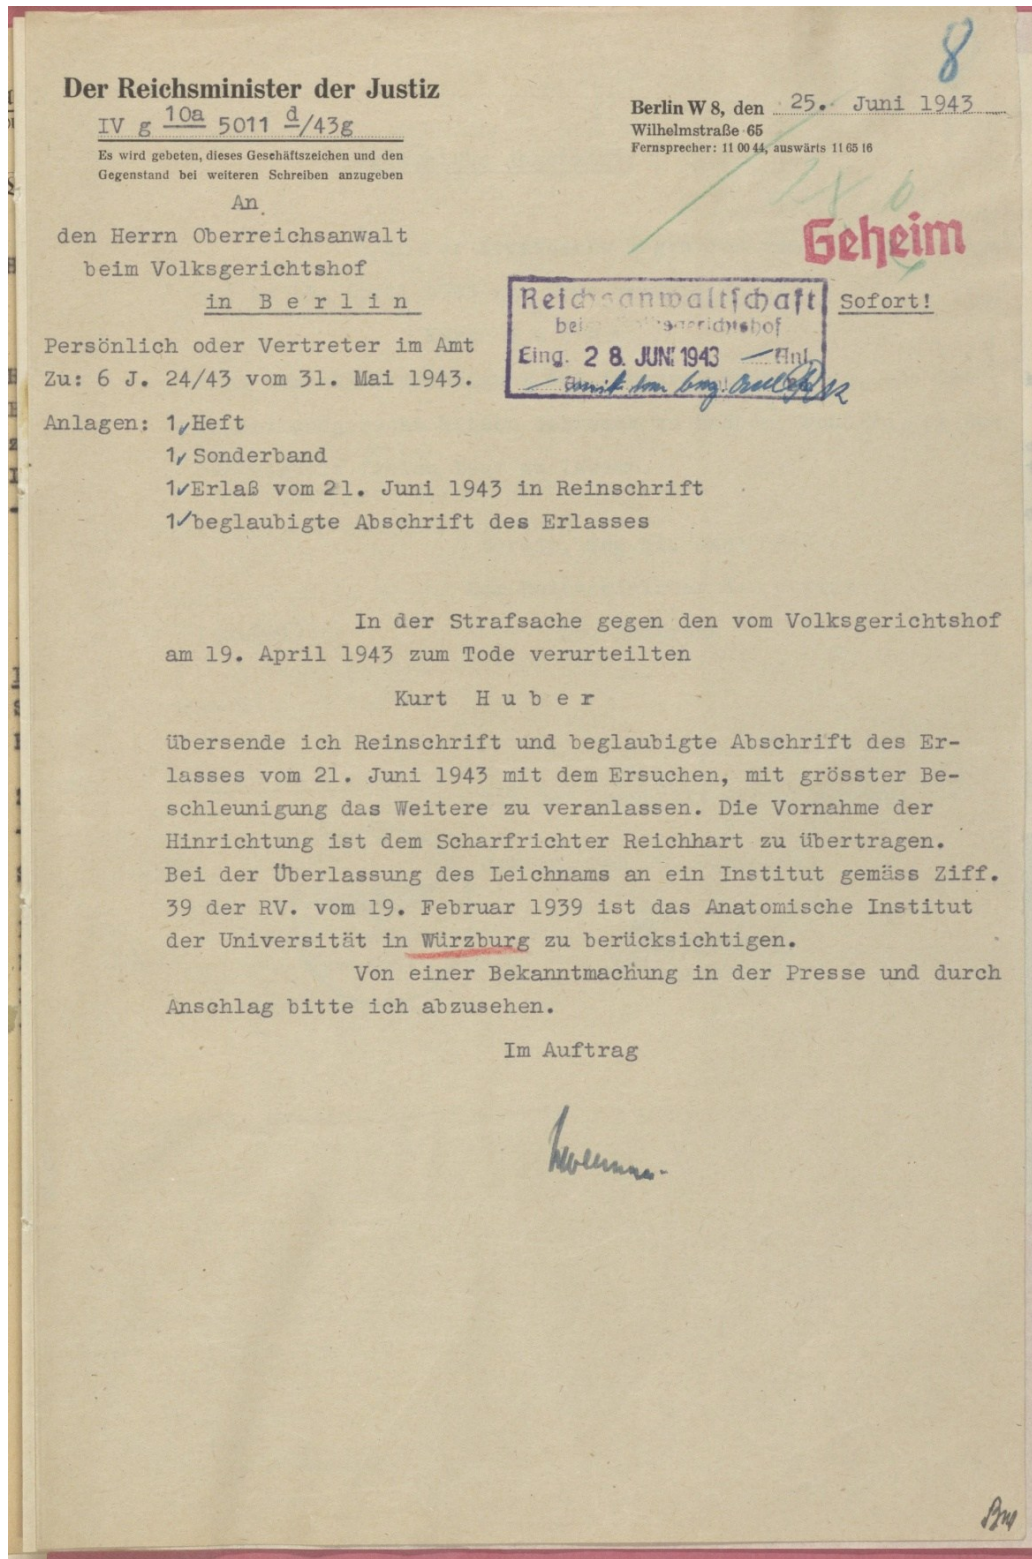 8
Der Reichsminister der Justiz
IV g 10a 5011 d/43g
Es wird gebeten, dieses Geschäftszeichen und den
Gegenstand bei weiteren Schreiben anzugeben
Berlin W 8, den 25. Juni 1943
Wilhelmstraße 65
Fernsprecher: 11 00 44, auswärts 11 65 16
An
den Herrn Oberreichsanwalt
beim Volksgerichtshof
in Berlin
Geheim
Sofort!
Reichsanwaltschaft
beim Volksgerichtshof
Eing. 28. JUNI 1943 Anl.
Persönlich oder Vertreter im Amt
Zu: 6 J. 24/43 vom 31. Mai 1943.
Anlagen: 1 Heft
1 Sonderband
1 Erlaß vom 21. Juni 1943 in Reinschrift
1 beglaubigte Abschrift des Erlasses
In der Strafsache gegen den vom Volksgerichtshof
am 19. April 1943 zum Tode verurteilten
Kurt Huber
übersende ich Reinschrift und beglaubigte Abschrift des Er-
lasses vom 21. Juni 1943 mit dem Ersuchen, mit grösster Be-
schleunigung das Weitere zu veranlassen. Die Vornahme der
Hinrichtung ist dem Scharfrichter Reichhart zu übertragen.
Bei der Überlassung des Leichnams an ein Institut gemäss Ziff.
39 der RV. vom 19. Februar 1939 ist das Anatomische Institut
der Universität in Würzburg zu berücksichtigen.
Von einer Bekanntmachung in der Presse und durch
Anschlag bitte ich abzusehen.
Im Auftrag